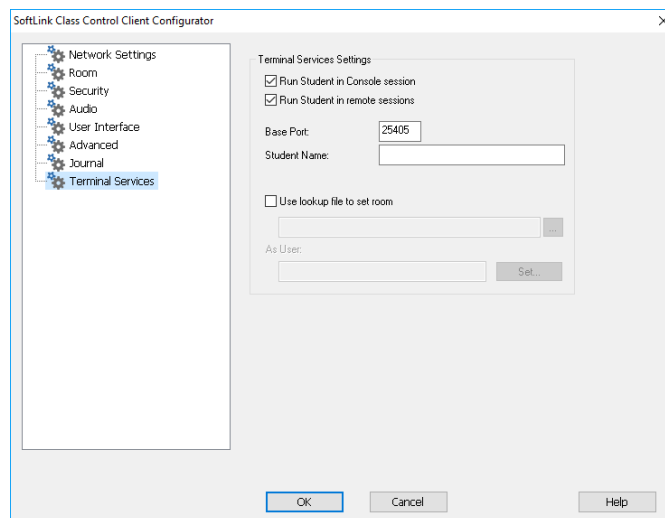 SoftLink Class Control Client Configurator
Network Settings
Room
Security
Audio
User Interface
Advanced
Journal
Terminal Services
Terminal Services Settings
Run Student in Console session
Run Student in remote sessions
Base Port: 25405
Student Name:
Use lookup file to set room
...
As User:
Set...
OK Cancel Help